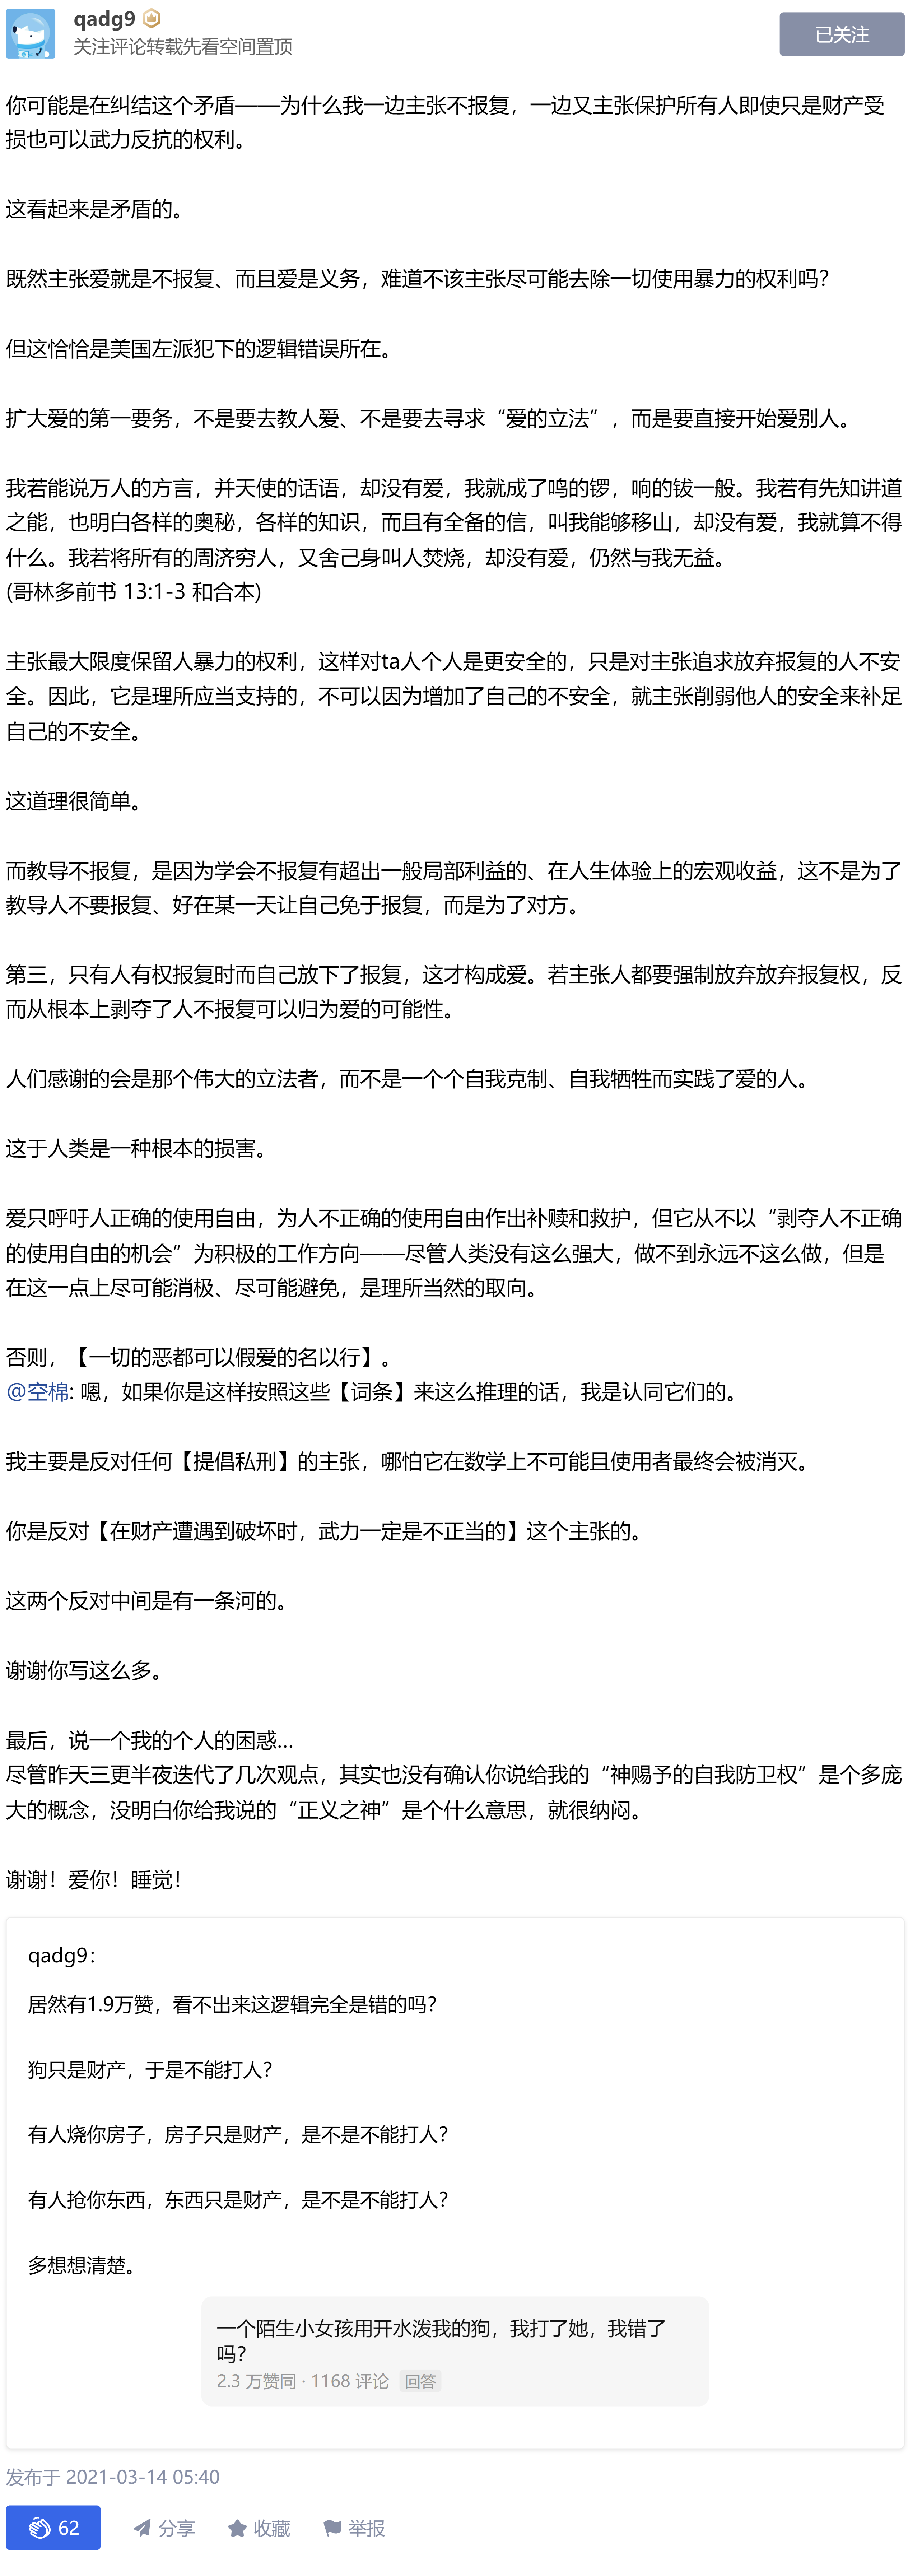 qadg9
关注评论转载先看空间置顶
已关注
你可能是在纠结这个矛盾——为什么我一边主张不报复，一边又主张保护所有人即使只是财产受
损也可以武力反抗的权利。
这看起来是矛盾的。
既然主张爱就是不报复、而且爱是义务，难道不该主张尽可能去除一切使用暴力的权利吗？
但这恰恰是美国左派犯下的逻辑错误所在。
扩大爱的第一要务，不是要去教人爱、不是要去寻求“爱的立法”，而是要直接开始爱别人。
我若能说万人的方言，并天使的话语，却没有爱，我就成了鸣的锣，响的钹一般。我若有先知讲道
之能，也明白各样的奥秘，各样的知识，而且有全备的信，叫我能够移山，却没有爱，我就算不得
什么。我若将所有的周济穷人，又舍己身叫人焚烧，却没有爱，仍然与我无益。
(哥林多前书 13:1-3 和合本)
主张最大限度保留人暴力的权利，这样对ta人个人是更安全的，只是对主张追求放弃报复的人不安
全。因此，它是理所应当支持的，不可以因为增加了自己的不安全，就主张削弱他人的安全来补足
自己的不安全。
这道理很简单。
而教导不报复，是因为学会不报复有超出一般局部利益的、在人生体验上的宏观收益，这不是为了
教导人不要报复、好在某一天让自己免于报复，而是为了对方。
第三，只有人有权报复时而自己放下了报复，这才构成爱。若主张人都要强制放弃放弃报复权，反
而从根本上剥夺了人不报复可以归为爱的可能性。
人们感谢的会是那个伟大的立法者，而不是一个个自我克制、自我牺牲而实践了爱的人。
这于人类是一种根本的损害。
爱只呼吁人正确的使用自由，为人不正确的使用自由作出补赎和救护，但它从不以“剥夺人不正确
的使用自由的机会”为积极的工作方向——尽管人类没有这么强大，做不到永远不这么做，但是
在这一点上尽可能消极、尽可能避免，是理所当然的取向。
否则，【一切的恶都可以假爱的名以行】。
@空棉: 嗯，如果你是这样按照这些【词条】来这么推理的话，我是认同它们的。
我主要是反对任何【提倡私刑】的主张，哪怕它在数学上不可能且使用者最终会被消灭。
你是反对【在财产遭遇到破坏时，武力一定是不正当的】这个主张的。
这两个反对中间是有一条河的。
谢谢你写这么多。
最后，说一个我的个人的困惑...
尽管昨天三更半夜迭代了几次观点，其实也没有确认你说给我的“神赐予的自我防卫权”是个多庞
大的概念，没明白你给我说的“正义之神”是个什么意思，就很纳闷。
谢谢！爱你！睡觉！
qadg9：
居然有1.9万赞，看不出来这逻辑完全是错的吗？
狗只是财产，于是不能打人？
有人烧你房子，房子只是财产，是不是不能打人？
有人抢你东西，东西只是财产，是不是不能打人？
多想想清楚。
一个陌生小女孩用开水泼我的狗，我打了她，我错了
吗？
2.3 万赞同 · 1168 评论 回答
发布于 2021-03-14 05:40
62 分享 收藏 举报